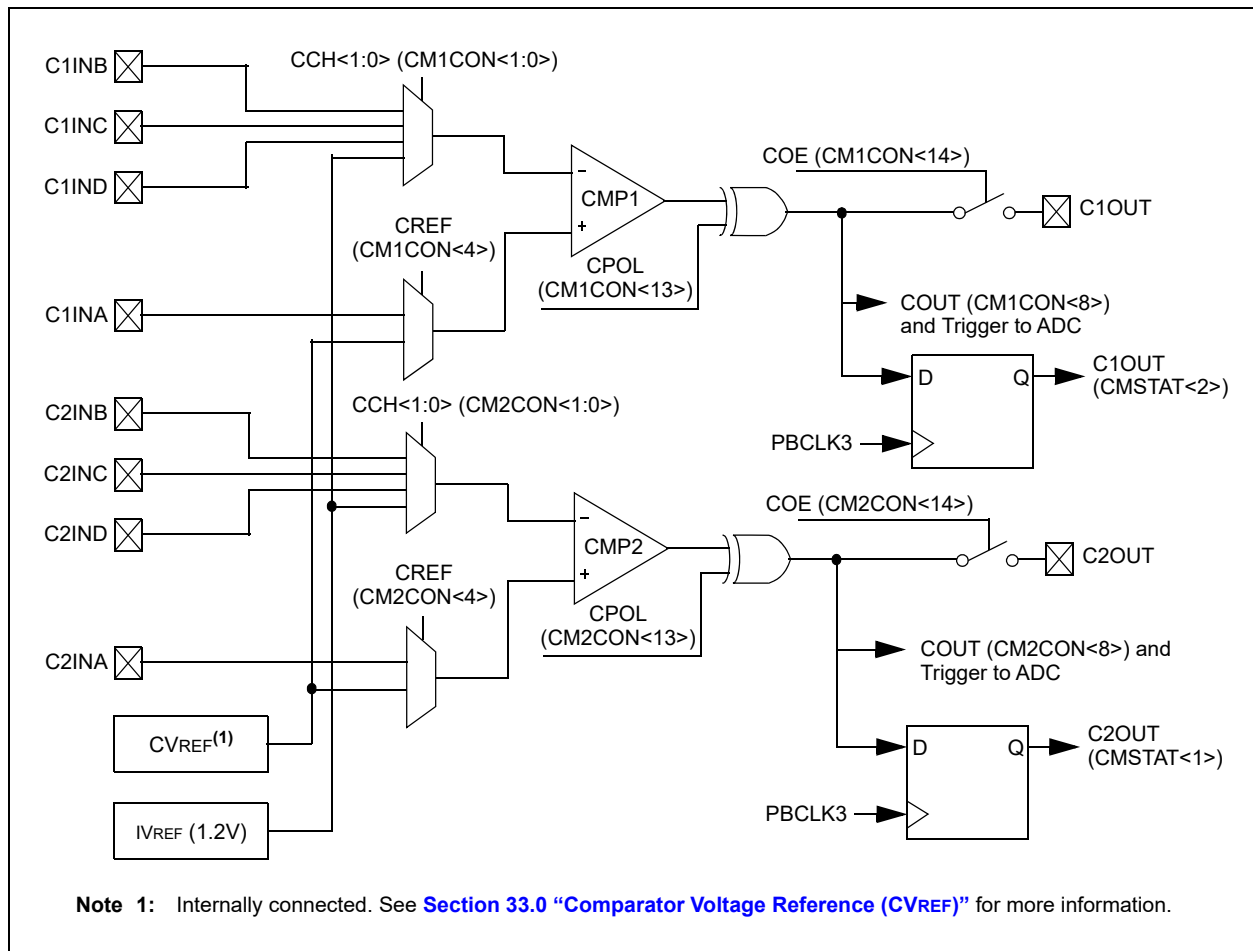 C1INB
CCH<1:0> (CM1CON<1:0>)
C1INC
COE (CM1CON<14>)
C1IND
-
CMP1
+
C1OUT
CREF
(CM1CON<4>)
CPOL
(CM1CON<13>)
C1INA
COUT (CM1CON<8>)
and Trigger to ADC
D
Q
C1OUT
(CMSTAT<2>)
PBCLK3
C2INB
CCH<1:0> (CM2CON<1:0>)
C2INC
COE (CM2CON<14>)
C2IND
-
CMP2
+
C2OUT
CREF
(CM2CON<4>)
CPOL
(CM2CON<13>)
C2INA
COUT (CM2CON<8>) and
Trigger to ADC
CVREF(1)
D
Q
C2OUT
(CMSTAT<1>)
PBCLK3
IVREF (1.2V)
Note 1: Internally connected. See Section 33.0 “Comparator Voltage Reference (CVREF)” for more information.